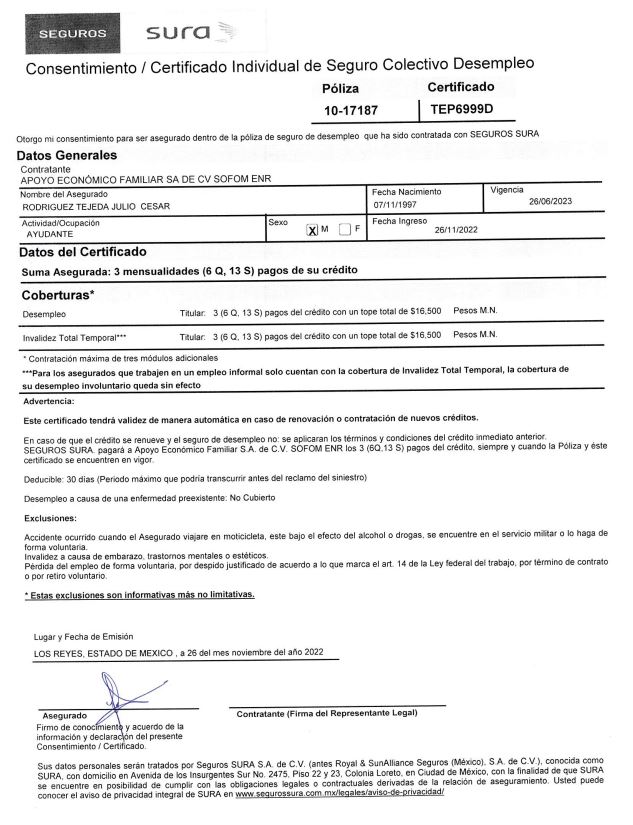 SEGUROS sura
Consentimiento / Certificado Individual de Seguro Colectivo Desempleo
Póliza Certificado
10-17187 TEP6999D
Otorgo mi consentimiento para ser asegurado dentro de la póliza de seguro de desempleo que ha sido contratada con SEGUROS SURA
Datos Generales
Contratante
APOYO ECONÓMICO FAMILIAR SA DE CV SOFOM ENR
Nombre del Asegurado Fecha Nacimiento Vigencia
RODRIGUEZ TEJEDA JULIO CESAR 07/11/1997 26/06/2023
Actividad/Ocupación Sexo X M F Fecha Ingreso
AYUDANTE 26/11/2022
Datos del Certificado
Suma Asegurada: 3 mensualidades (6 Q, 13 S) pagos de su crédito
Coberturas*
Desempleo Titular: 3 (6 Q, 13 S) pagos del crédito con un tope total de $16,500 Pesos M.N.
Invalidez Total Temporal*** Titular: 3 (6 Q, 13 S) pagos del crédito con un tope total de $16,500 Pesos M.N.
* Contratación máxima de tres módulos adicionales
***Para los asegurados que trabajen en un empleo informal solo cuentan con la cobertura de Invalidez Total Temporal, la cobertura de
su desempleo involuntario queda sin efecto
Advertencia:
Este certificado tendrá validez de manera automática en caso de renovación o contratación de nuevos créditos.
En caso de que el crédito se renueve y el seguro de desempleo no: se aplicaran los términos y condiciones del crédito inmediato anterior.
SEGUROS SURA. pagará a Apoyo Económico Familiar S.A. de C.V. SOFOM ENR los 3 (6Q,13 S) pagos del crédito, siempre y cuando la Póliza y éste
certificado se encuentren en vigor.
Deducible: 30 días (Periodo máximo que podría transcurrir antes del reclamo del siniestro)
Desempleo a causa de una enfermedad preexistente: No Cubierto
Exclusiones:
Accidente ocurrido cuando el Asegurado viajare en moticicleta, este bajo el efecto del alcohol o drogas, se encuentre en el servicio militar o lo haga de
forma voluntaria.
Invalidez a causa de embarazo, trastornos mentales o estéticos.
Pérdida del empleo de forma voluntaria, por despido justificado de acuerdo a lo que marca el art. 14 de la Ley federal del trabajo, por término de contrato
o por retiro voluntario.
* Estas exclusiones son informativas más no limitativas.
Lugar y Fecha de Emisión
LOS REYES, ESTADO DE MEXICO , a 26 del mes noviembre del año 2022
Asegurado Contratante (Firma del Representante Legal)
Firmo de conocimiento y acuerdo de la
información y declaración del presente
Consentimiento / Certificado.
Sus datos personales serán tratados por Seguros SURA S.A. de C.V. (antes Royal & SunAlliance Seguros (México), S.A. de C.V.), conocida como
SURA, con domicilio en Avenida de los Insurgentes Sur No. 2475, Piso 22 y 23, Colonia Loreto, en Ciudad de México, con la finalidad de que SURA
se encuentre en posibilidad de cumplir con las obligaciones legales o contractuales derivadas de la relación de aseguramiento. Usted puede
conocer el aviso de privacidad integral de SURA en www.segurossura.com.mx/legales/aviso-de-privacidad/